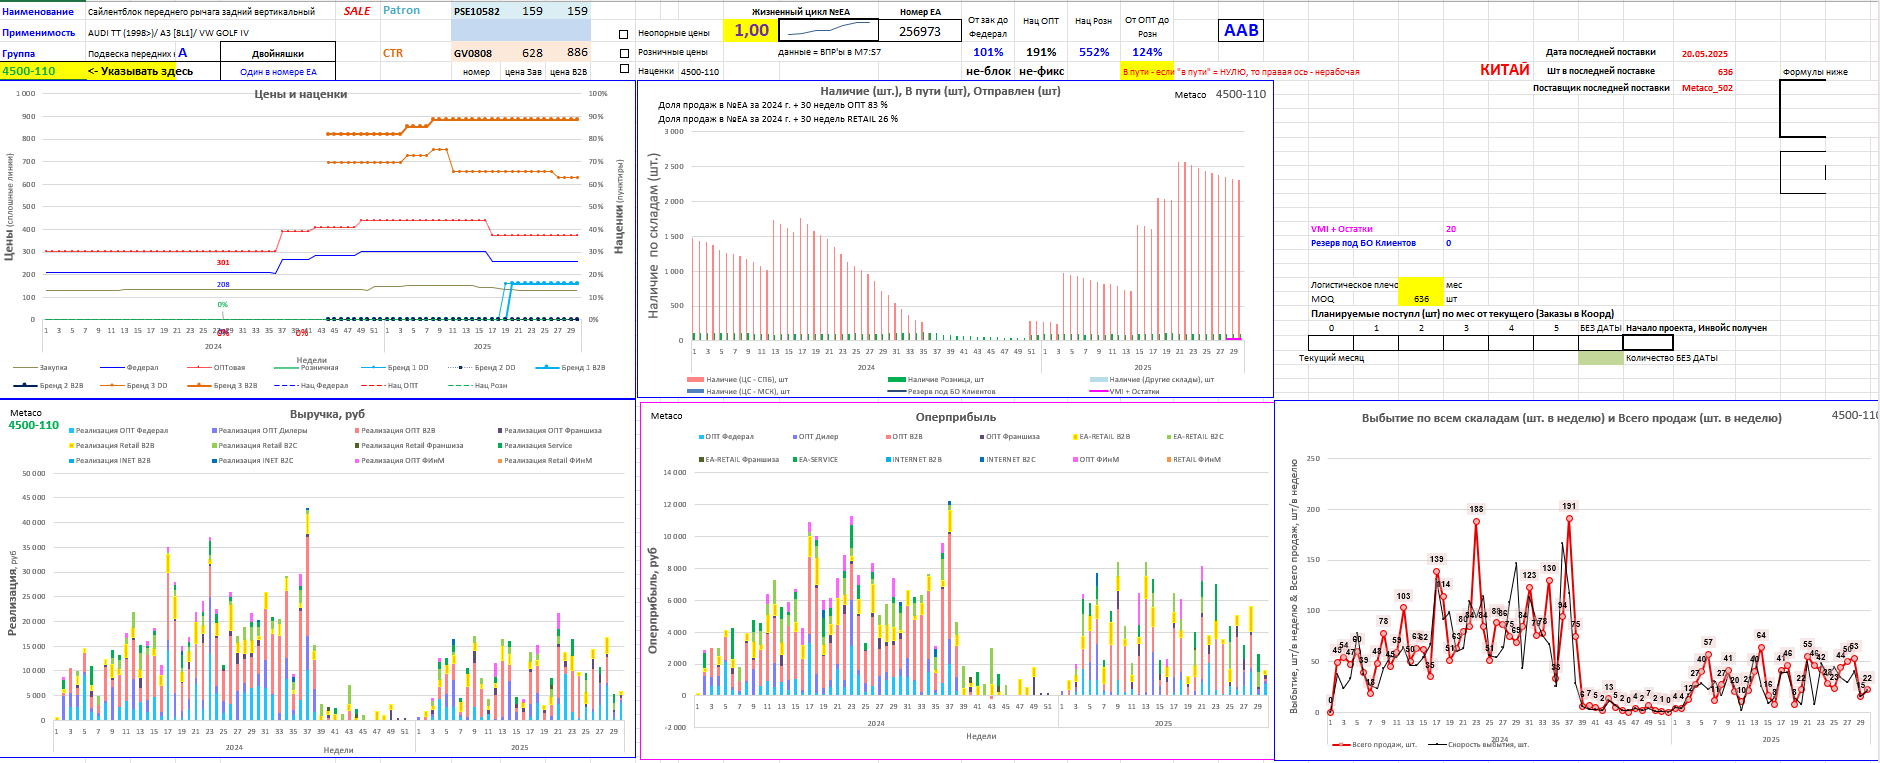 Наименование Сайлентблок переднего рычага задний вертикальный SALE Patron PSE10582 159 159
Применимость AUDI TT (1998>)/ A3 [8L1]/ VW GOLF IV
Группа Подвеска передних А Двойняшки CTR GV0808 628 886
4500-110 <- Указывать здесь Один в номере ЕА номер цена Зав цена B2B
Жизненный цикл №ЕА Номер ЕА
Неопорные цены 1,00 256973
Розничные цены данные = ВПР'ы в M7:S7
Наценки 4500-110
От зак до Федерал Нац ОПТ Нац Розн От ОПТ до Розн ААВ
101% 191% 552% 124%
не-блок не-фикс В пути - если "в пути" = НУЛЮ, то правая ось - нерабочая
Дата последней поставки 20.05.2025
КИТАЙ Шт в последней поставке 636 Формулы ниже
Поставщик последней поставки Metaco_502
Цены и наценки
Цены (сплошные линии)
Наценки (пунктиры)
1 000 900 800 700 600 500 400 300 200 100 0
100% 90% 80% 70% 60% 50% 40% 30% 20% 10% 0%
301
208
0%
0%
2024 2025
Недели
Закупка Федерал ОПТовая Розничная Бренд 1 DD Бренд 2 DD Бренд 1 B2B
Бренд 2 B2B Бренд 3 DD Бренд 3 B2B Нац Федерал Нац ОПТ Нац Розн
Наличие (шт.), В пути (шт), Отправлен (шт)
Metaco 4500-110
Доля продаж в №ЕА за 2024 г. + 30 недель ОПТ 83 %
Доля продаж в №ЕА за 2024 г. + 30 недель RETAIL 26 %
Наличие по складам (шт.)
3 000 2 500 2 000 1 500 1 000 500 0
2024 2025
Наличие (ЦС - СПБ), шт Наличие Розница, шт Наличие (Другие склады), шт
Наличие (ЦС - МСК), шт Резерв под БО Клиентов VMI + Остатки
VMI + Остатки 20
Резерв под БО Клиентов 0
Логистическое плечо мес
MOQ 636 шт
Планируемые поступл (шт) по мес от текущего (Заказы в Коорд)
0 1 2 3 4 5 БЕЗ ДАТЫ Начало проекта, Инвойс получен
Текущий месяц Количество БЕЗ ДАТЫ
Metaco
4500-110
Выручка, руб
Реализация ОПТ Федерал Реализация ОПТ Дилеры Реализация ОПТ B2B Реализация ОПТ Франшиза
Реализация Retail B2B Реализация Retail B2C Реализация Retail Франшиза Реализация Service
Реализация INET B2B Реализация INET B2C Реализация ОПТ ФИнМ Реализация Retail ФИнМ
Реализация, руб
50 000 45 000 40 000 35 000 30 000 25 000 20 000 15 000 10 000 5 000 0
2024 2025
Недели
Metaco
Оперприбыль
ОПТ Федерал ОПТ Дилер ОПТ B2B ОПТ Франшиза EA-RETAIL B2B EA-RETAIL B2C
EA-RETAIL Франшиза EA-SERVICE INTERNET B2B INTERNET B2C ОПТ ФИнМ RETAIL ФИнМ
Оперприбыль, руб
14 000 12 000 10 000 8 000 6 000 4 000 2 000 0 -2 000
2024 2025
Недели
Выбытие по всем скаладам (шт. в неделю) и Всего продаж (шт. в неделю)
4500-110
Выбытие, шт/в неделю & Всего продаж, шт/в неделю
250 200 150 100 50 0
78 103 139 114 188 123 130 191
57 41 64 46 55 53 22
2024 2025
Всего продаж, шт. Скорость выбытия, шт.